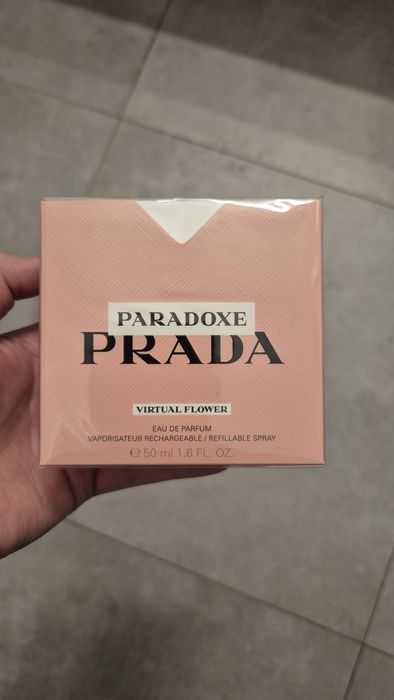 PARADOXE
PRADA
VIRTUAL FLOWER
EAU DE PARFUM
VAPORISATEUR RECHARGEABLE / REFILLABLE SPRAY
℮ 50 ml 1.6 FL. OZ.